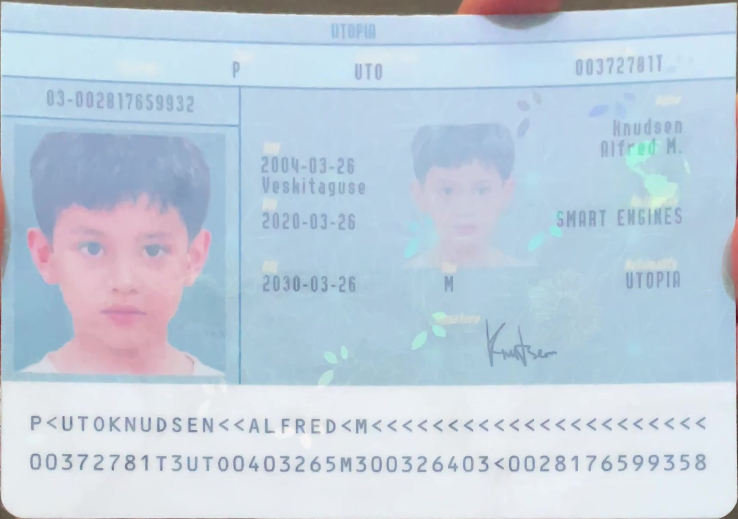 UTOPIA
P UTO 00372781T
03-002817659932
Knudsen
Alfred M.
2004-03-26
Veskitaguse
2020-03-26 SMART ENGINES
2030-03-26 M UTOPIA
Knutsen
P<UTOKNUDSEN<<ALFRED<M<<<<<<<<<<<<<<<<<<<<<<
00372781T3UTO0403265M300326403<0028176599358